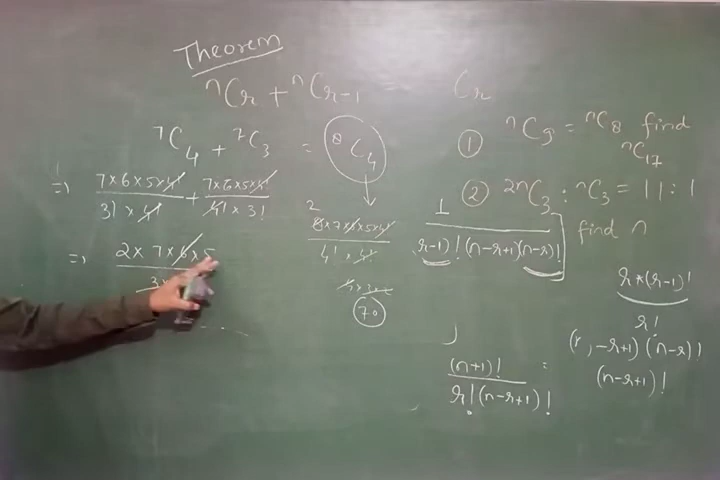 Theorem
ⁿCr + ⁿCr-1 = Cr
⁷C₄ + ⁷C₃ = ⁸C₄
=) 7×6×5×4!/3!×4! + 7×6×5×4!/4!×3!
=) 2×7×6×5
2
8×7×6×5×4!/4!×4!
70
① ⁿC₉ = ⁿC₈ find
ⁿC₁₇
② 2ⁿC₃ : ⁿC₃ = 11 : 1
find n
1/r-1)!(n-r+1)(n-r)!
r*(r-1)!
r!
(n+1)!/r!(n-r+1)! =
-r+1)(n-r)!
(n-r+1)!